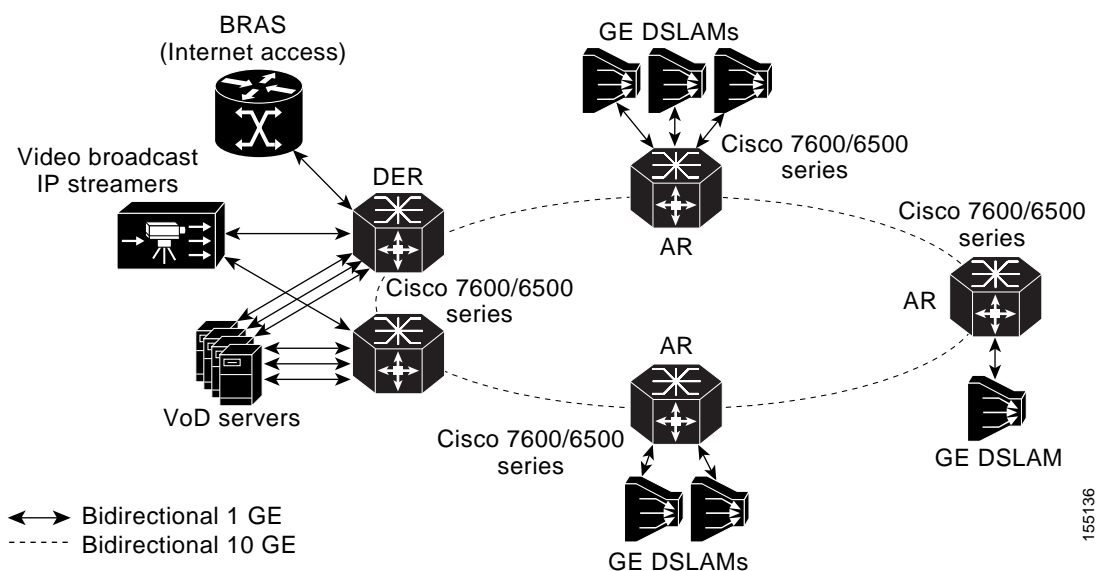 BRAS
(Internet access)
GE DSLAMs
Video broadcast
IP streamers
DER
Cisco 7600/6500
series
AR
Cisco 7600/6500
series
AR
Cisco 7600/6500
series
VoD servers
AR
Cisco 7600/6500
series
GE DSLAM
GE DSLAMs
Bidirectional 1 GE
Bidirectional 10 GE
155136